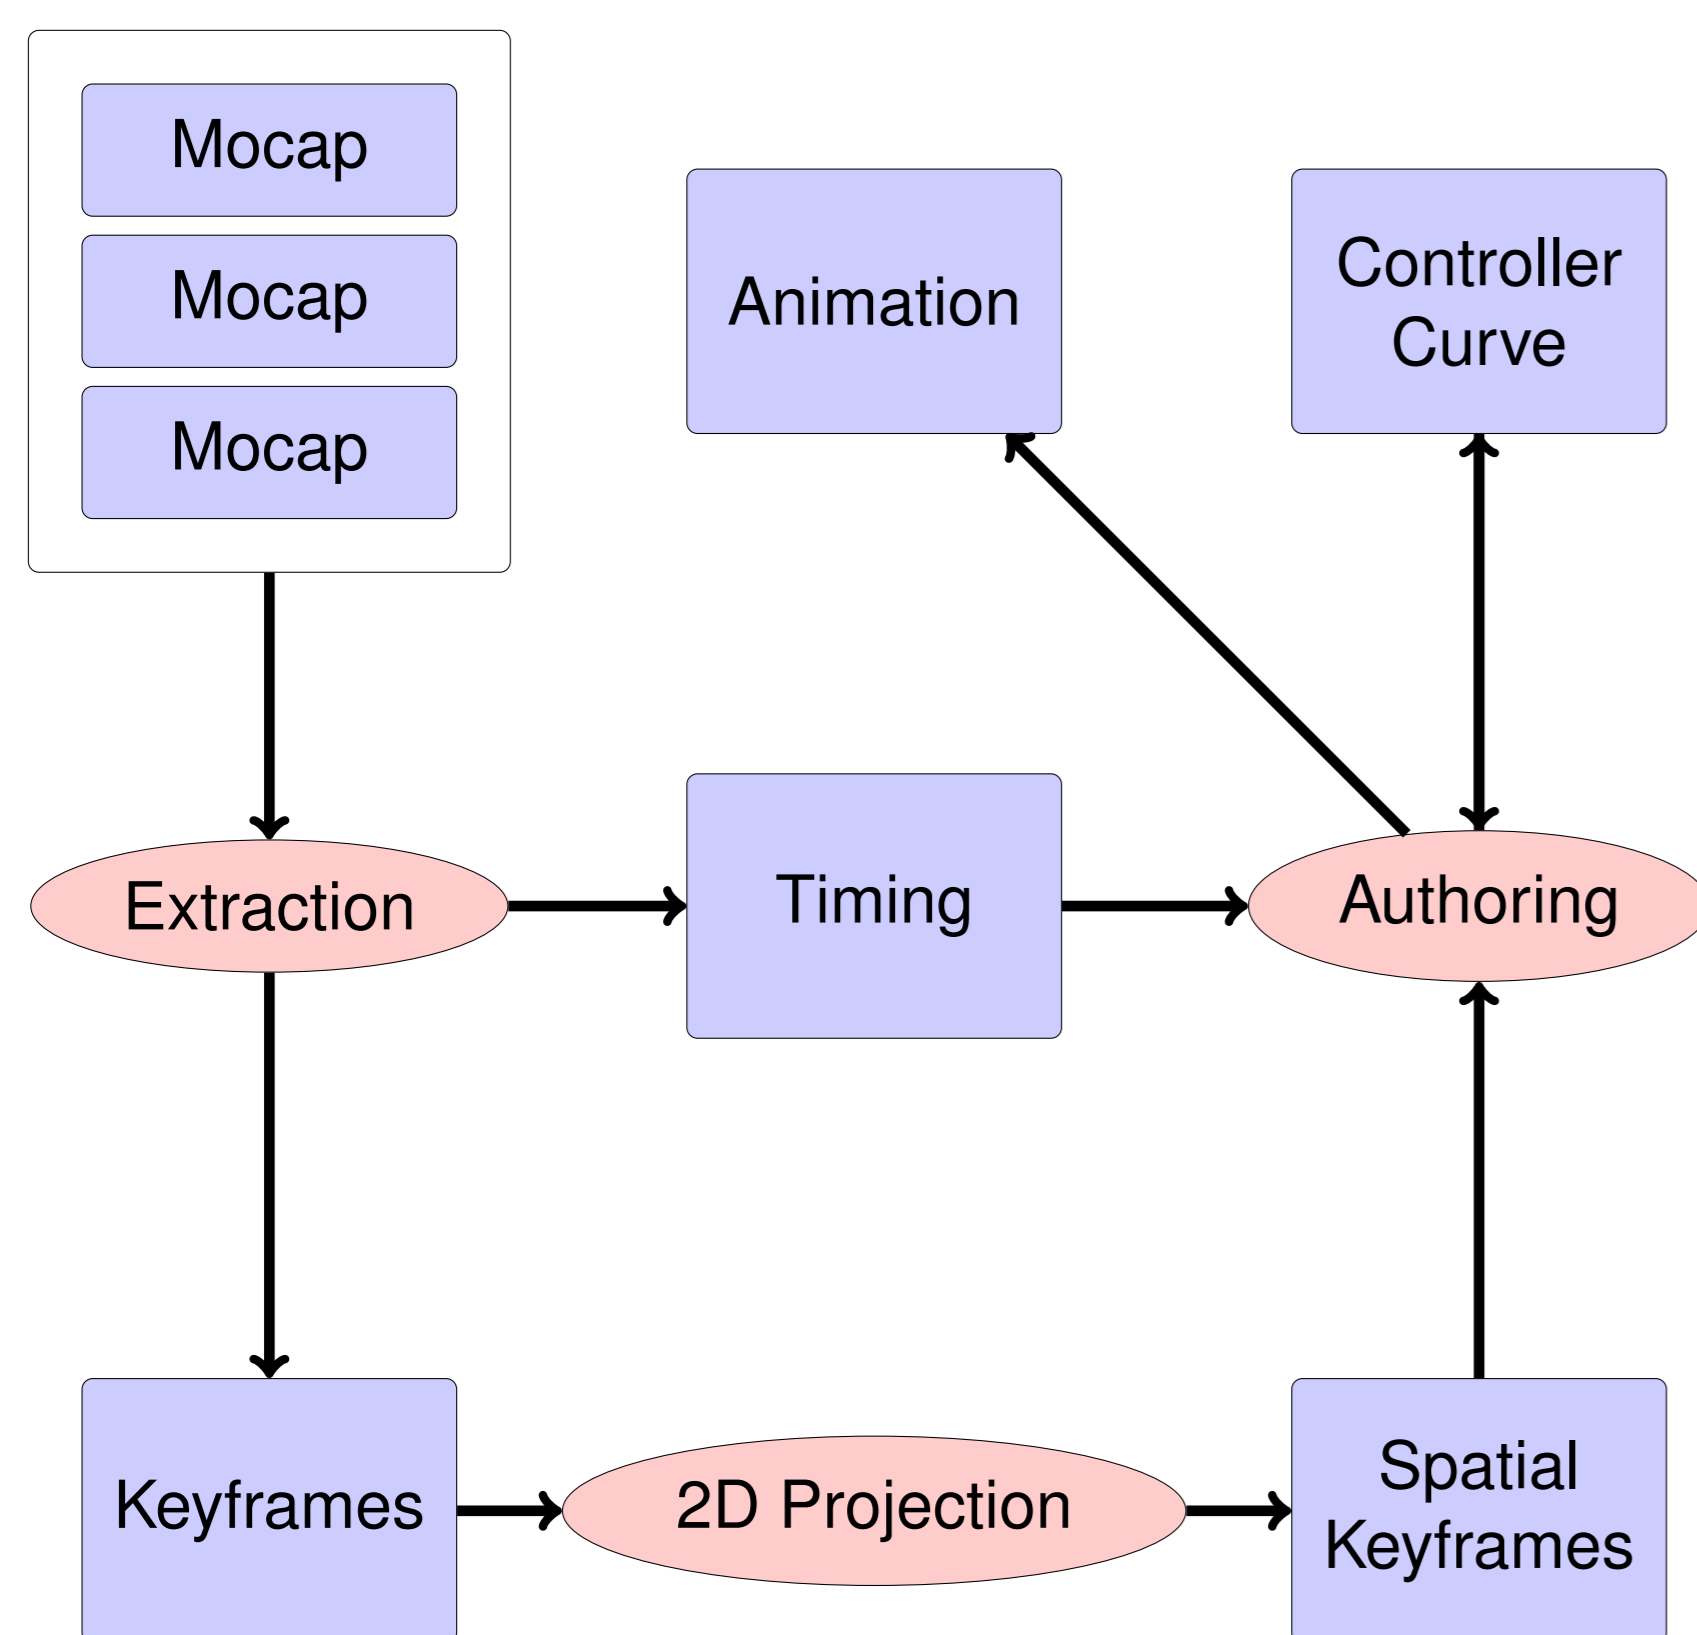 Mocap
Mocap
Mocap
Animation
Controller
Curve
Extraction
Timing
Authoring
Keyframes
2D Projection
Spatial
Keyframes